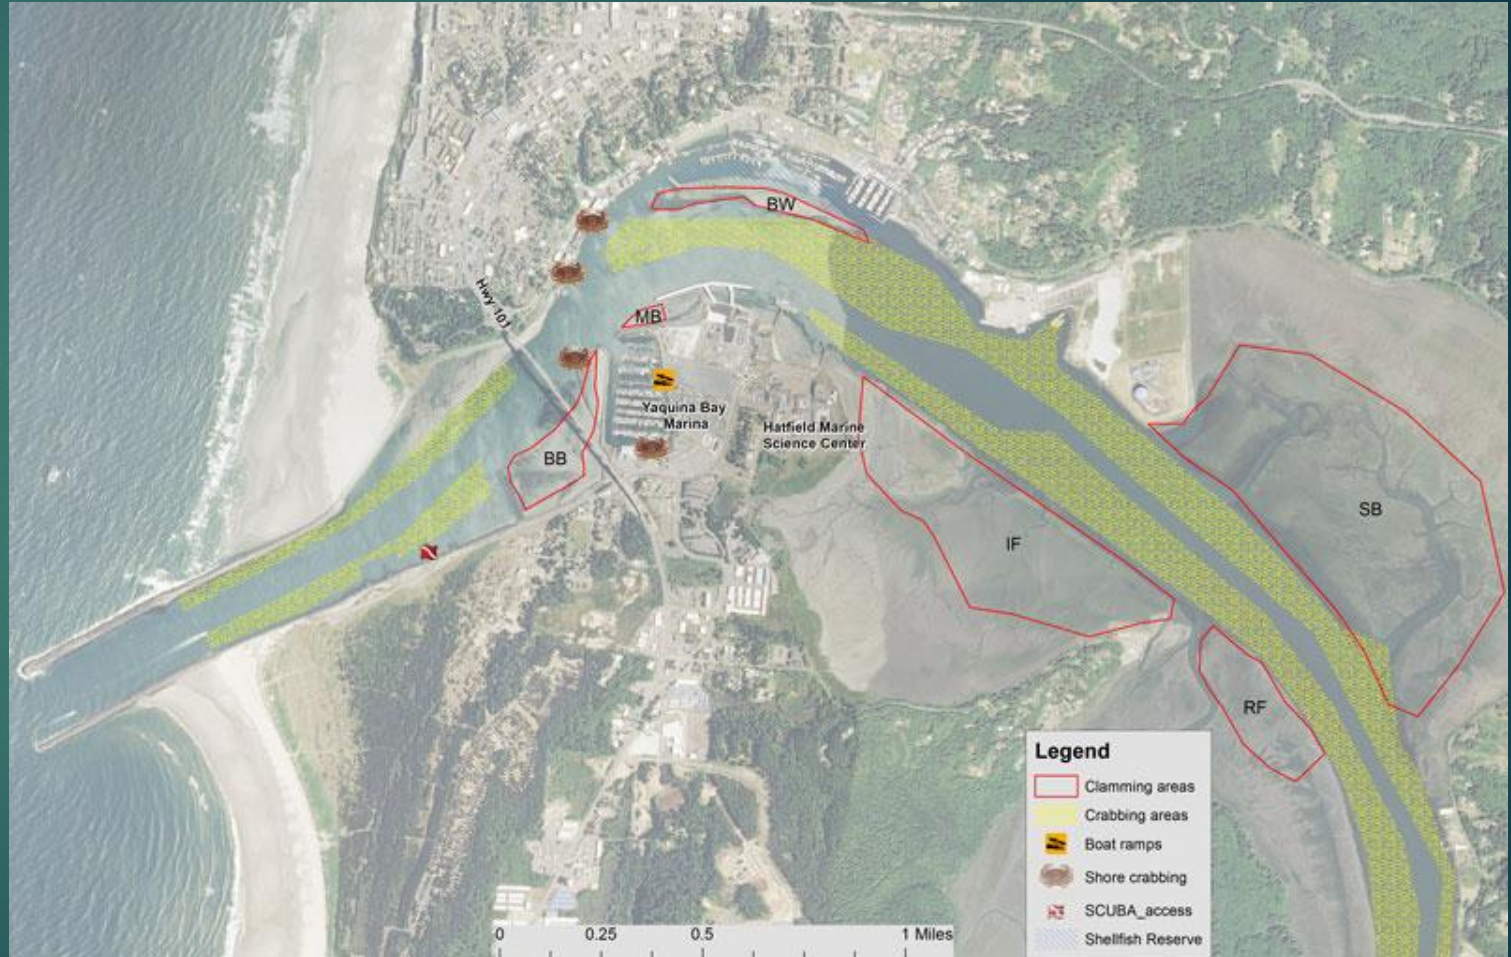 BW
Hwy 101
MB
Yaquina Bay
Marina
Hatfield Marine
Science Center
BB
SB
IF
RF
Legend
Clamming areas
Crabbing areas
Boat ramps
Shore crabbing
SCUBA_access
Shellfish Reserve
0 0.25 0.5 1 Miles